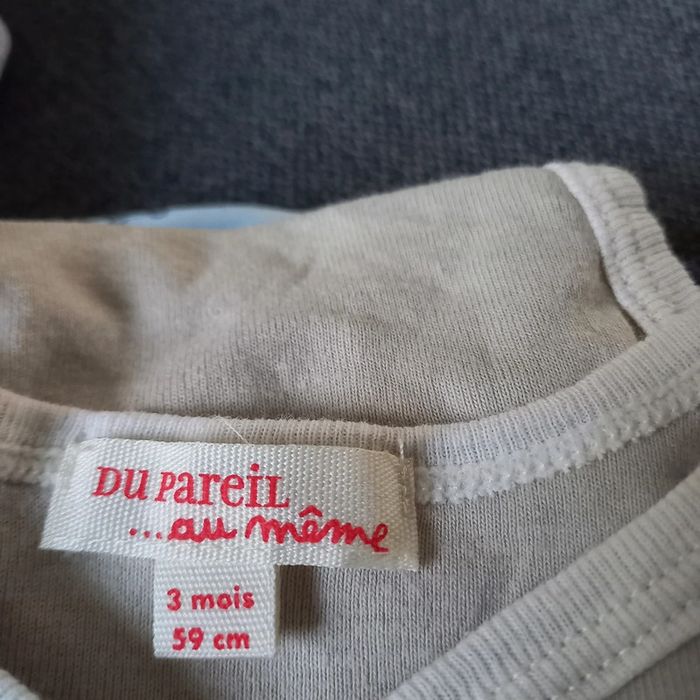 DU PAREIL
...au même
3 mois
59 cm